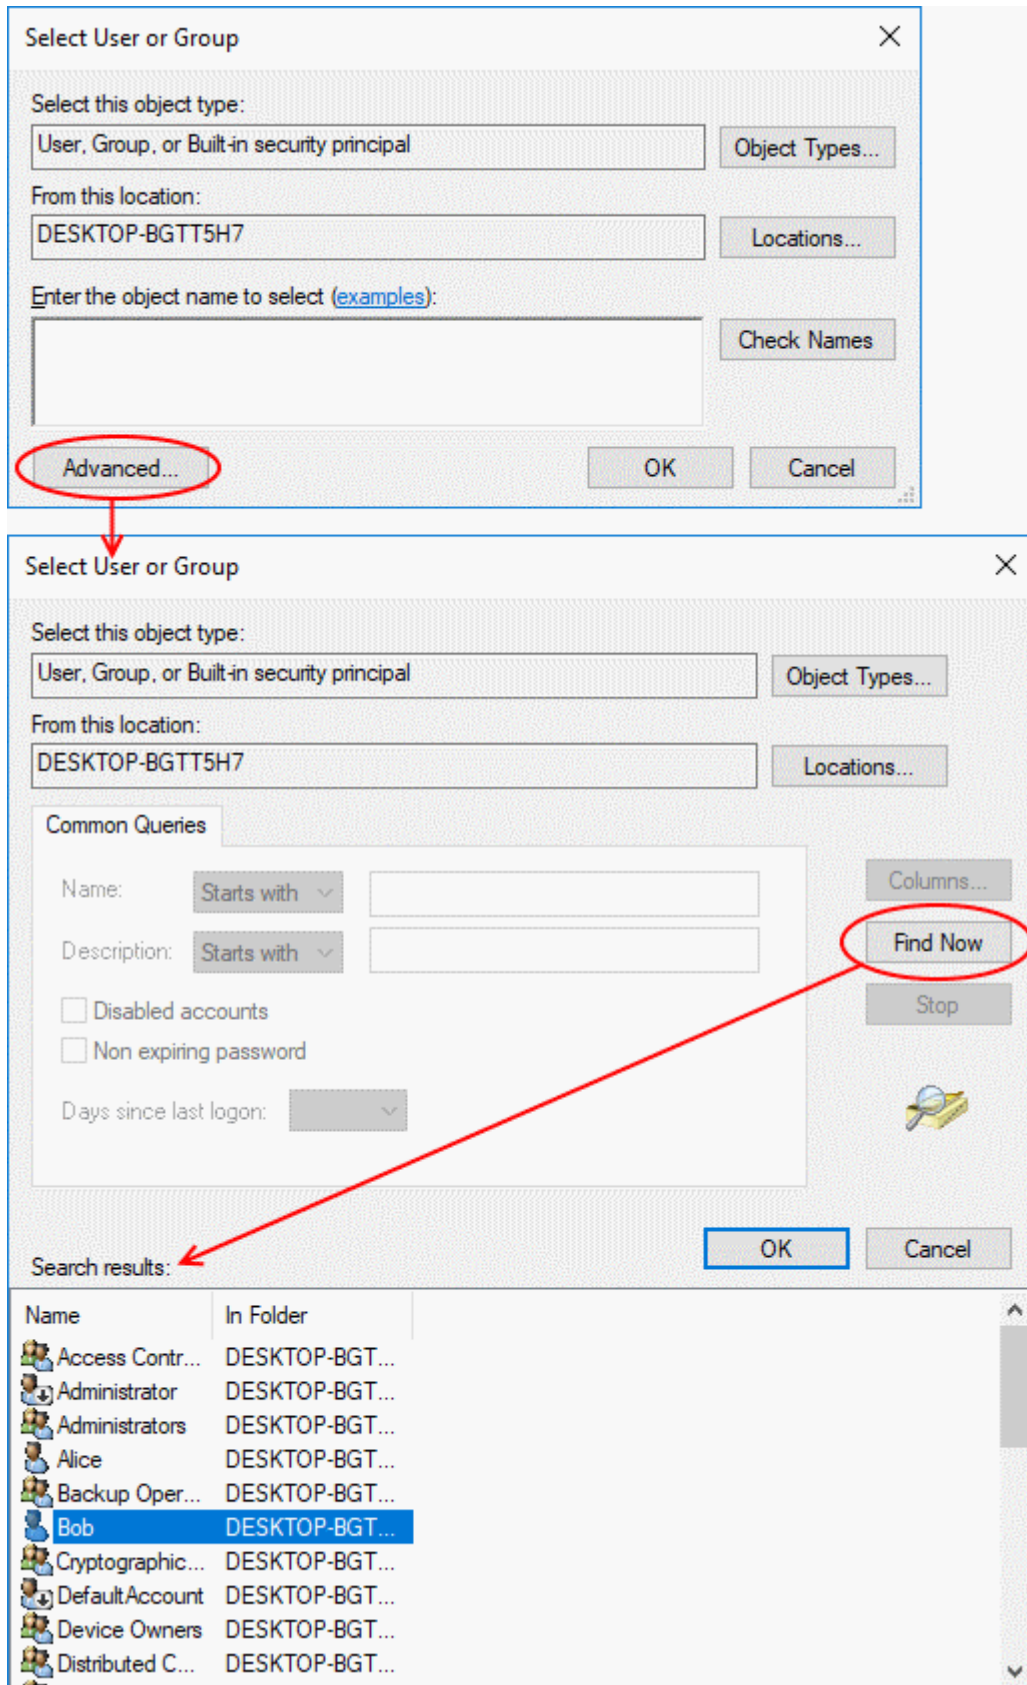 Select User or Group
Select this object type:
User, Group, or Built-in security principal
Object Types...
From this location:
DESKTOP-BGTT5H7
Locations...
Enter the object name to select (examples):
Check Names
Advanced...
OK
Cancel
Select User or Group
Select this object type:
User, Group, or Built-in security principal
Object Types...
From this location:
DESKTOP-BGTT5H7
Locations...
Common Queries
Name:
Starts with
Columns...
Description:
Starts with
Find Now
Disabled accounts
Stop
Non expiring password
Days since last logon:
OK
Cancel
Search results:
Name In Folder
Access Contr... DESKTOP-BGT...
Administrator DESKTOP-BGT...
Administrators DESKTOP-BGT...
Alice DESKTOP-BGT...
Backup Oper... DESKTOP-BGT...
Bob DESKTOP-BGT...
Cryptographic... DESKTOP-BGT...
DefaultAccount DESKTOP-BGT...
Device Owners DESKTOP-BGT...
Distributed C... DESKTOP-BGT...